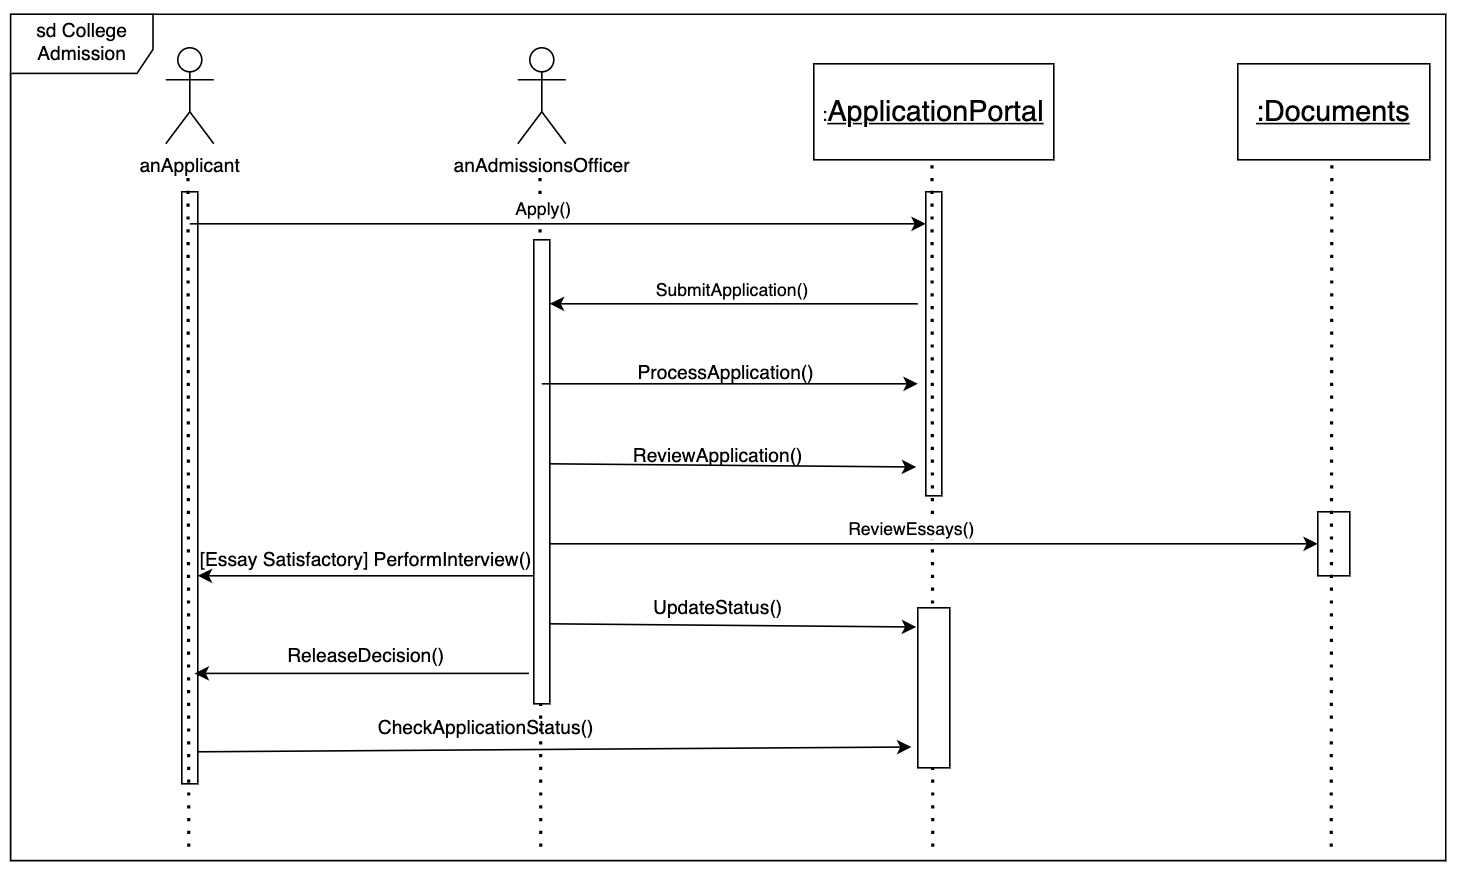 sd College
Admission
:ApplicationPortal
:Documents
anApplicant
anAdmissionsOfficer
Apply()
SubmitApplication()
ProcessApplication()
ReviewApplication()
ReviewEssays()
[Essay Satisfactory] PerformInterview()
UpdateStatus()
ReleaseDecision()
CheckApplicationStatus()